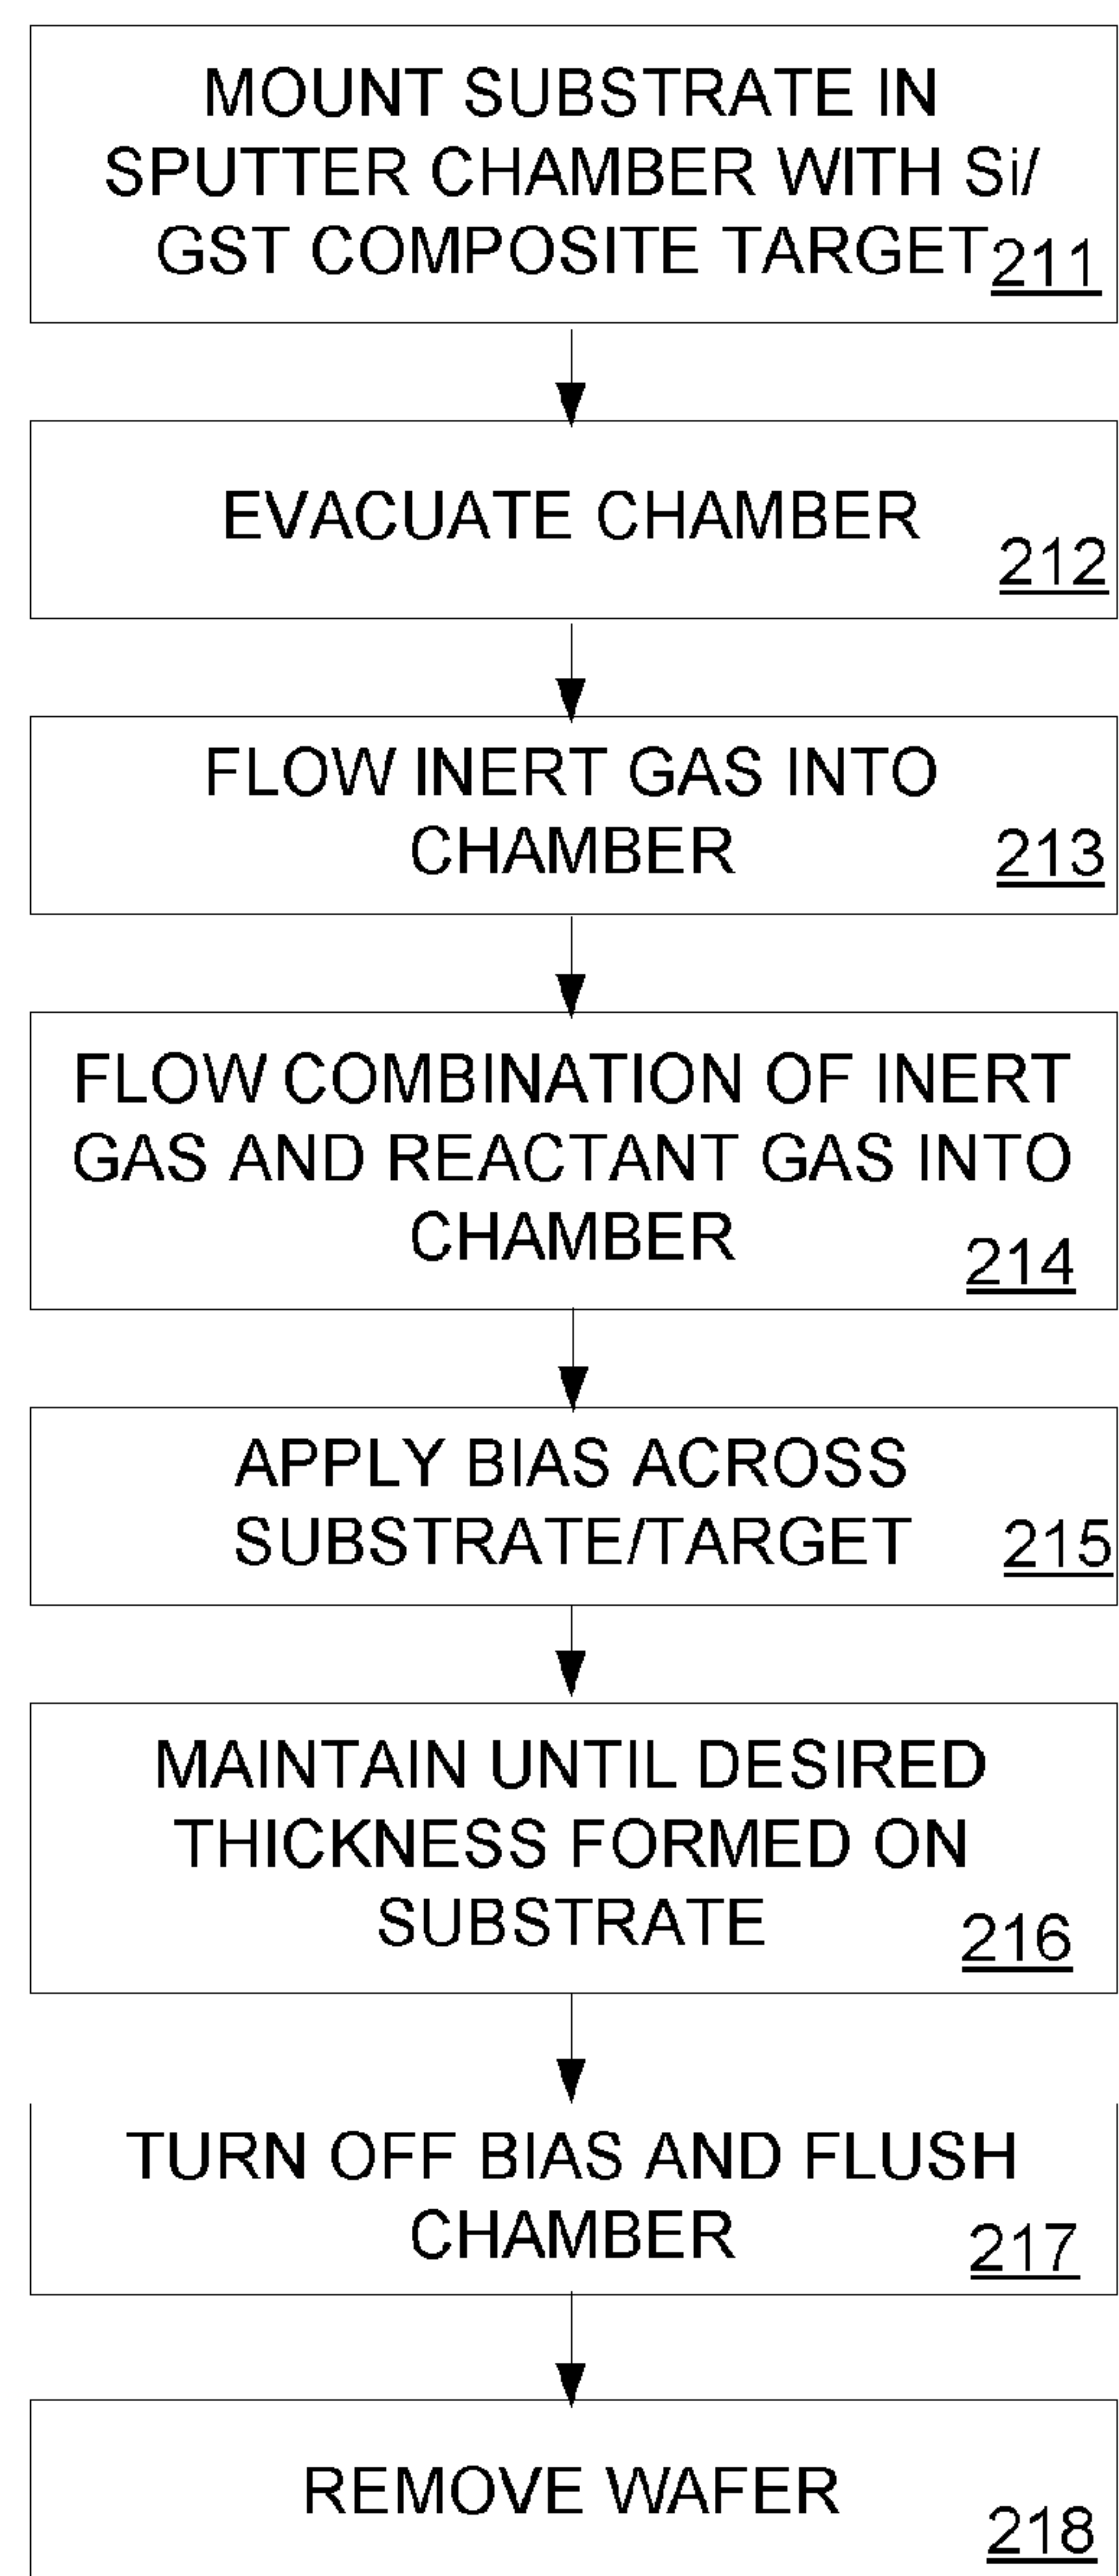 MOUNT SUBSTRATE IN
SPUTTER CHAMBER WITH Si/
GST COMPOSITE TARGET 211
EVACUATE CHAMBER
212
FLOW INERT GAS INTO
CHAMBER 213
FLOW COMBINATION OF INERT
GAS AND REACTANT GAS INTO
CHAMBER
214
APPLY BIAS ACROSS
SUBSTRATE/TARGET 215
MAINTAIN UNTIL DESIRED
THICKNESS FORMED ON
SUBSTRATE
216
TURN OFF BIAS AND FLUSH
CHAMBER
217
REMOVE WAFER
218